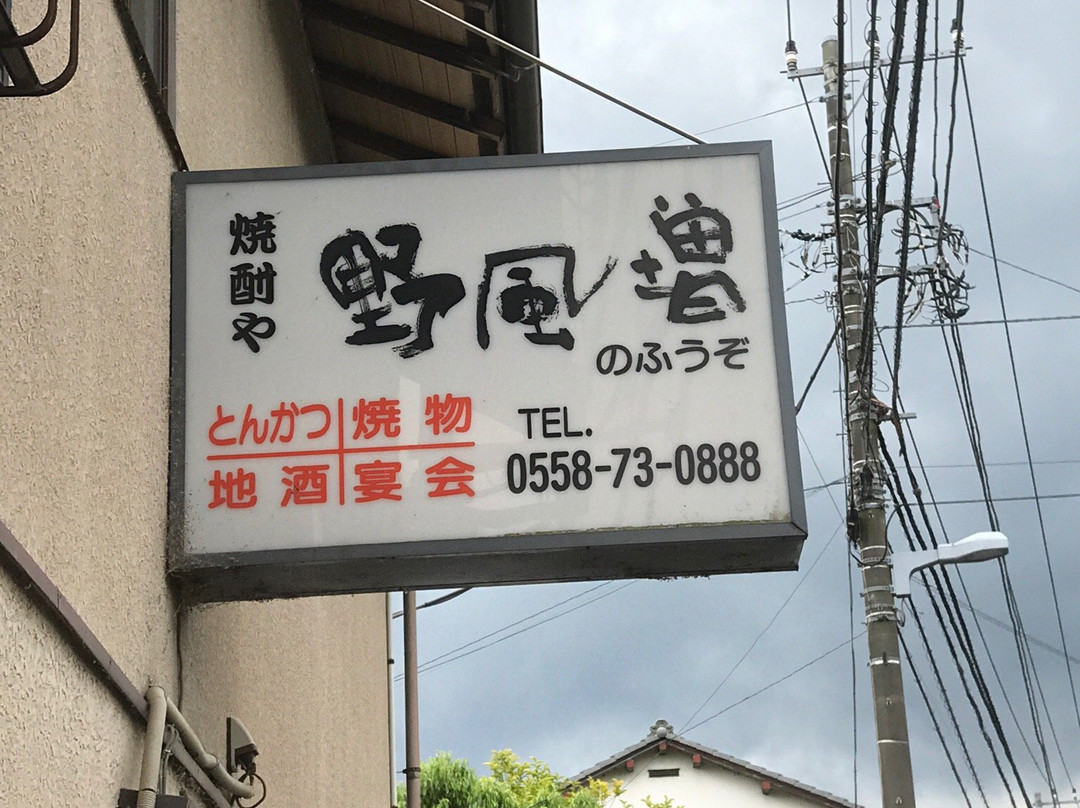 焼酎や
野風増
のふうぞ
とんかつ 焼物
地酒 宴会
TEL.
0558-73-0888